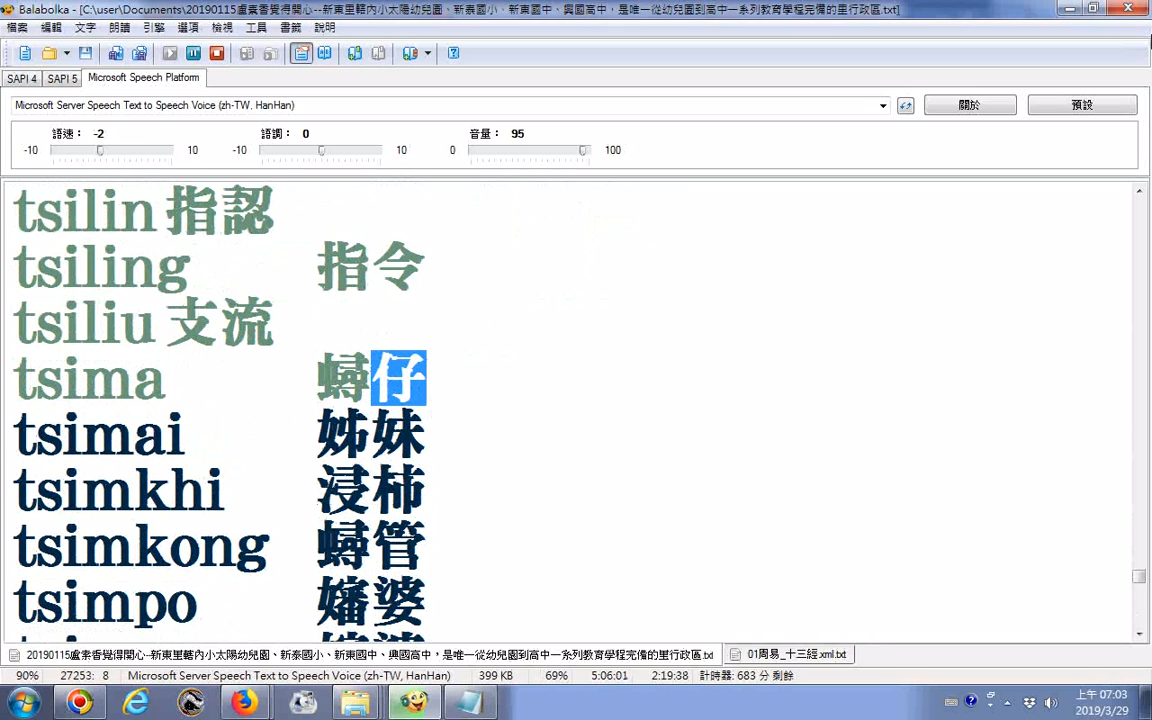 Balabolka - [C:\user\Documents\20190115盧素香覺得開心--新東里轄內小太陽幼兒園、新泰國小、新東國中、興國高中，是唯一從幼兒園到高中一系列教育學程完備的里行政區.txt]
檔案 編輯 文字 朗讀 引擎 選項 檢視 工具 書籤 說明
SAPI 4 SAPI 5 Microsoft Speech Platform
Microsoft Server Speech Text to Speech Voice (zh-TW, HanHan) 關於 預設
語速： -2 語調： 0 音量： 95
-10 10 -10 10 0 100
tsilin 指認
tsiling 指令
tsiliu 支流
tsima 蟳仔
tsimai 姊妹
tsimkhi 浸柿
tsimkong 蟳管
tsimpo 嬸婆
20190115盧素香覺得開心--新東里轄內小太陽幼兒園、新泰國小、新東國中、興國高中，是唯一從幼兒園到高中一系列教育學程完備的里行政區.txt 01周易_十三經.xml.txt
90% 27253: 8 Microsoft Server Speech Text to Speech Voice (zh-TW, HanHan) 399 KB 69% 5:06:01 2:19:38 計時器: 683 分 剩餘
上午 07:03
2019/3/29